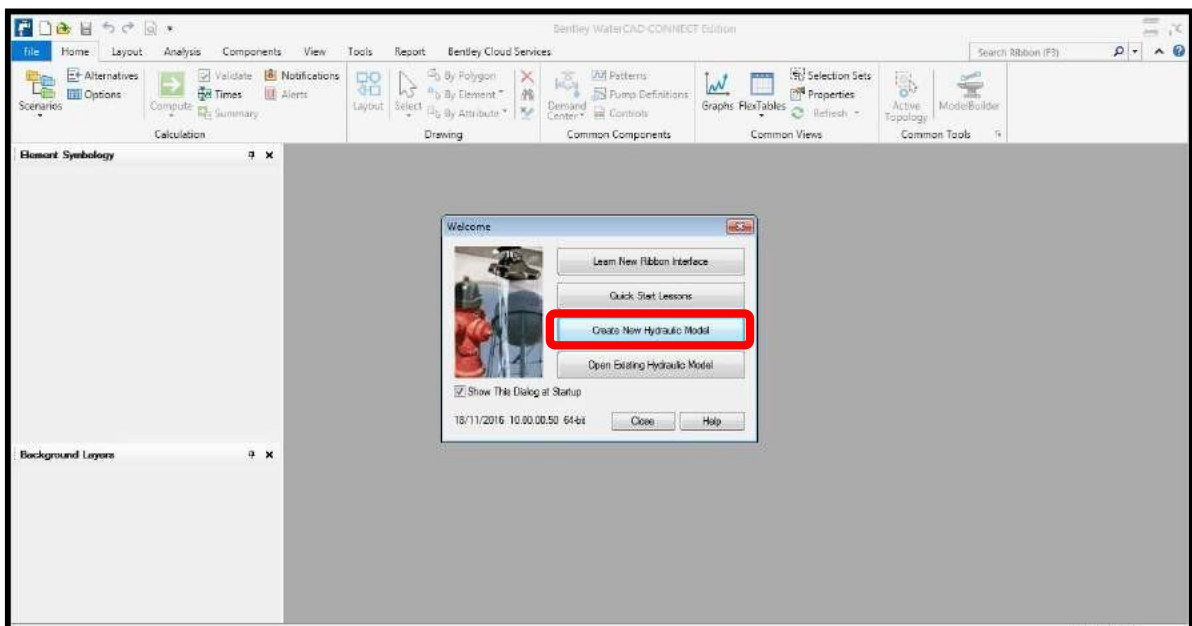 Bentley WaterCAD CONNECT Edition
File Home Layout Analysis Components View Tools Report Bentley Cloud Services Search Ribbon (F3)
Scenarios Alternatives Options Compute Validate Times Summary Notifications Alerts
Calculation
Layout Select By Polygon By Element By Attribute
Drawing
Demand Center Patterns Pump Definitions Controls
Common Components
Graphs FlexTables Selection Sets Properties Refresh
Common Views
Active Topology ModelBuilder
Common Tools
Element Symbology
Welcome
Learn New Ribbon Interface
Quick Start Lessons
Create New Hydraulic Model
Open Existing Hydraulic Model
Show This Dialog at Startup
18/11/2016 10.00.00.50 64-bit Close Help
Background Layers